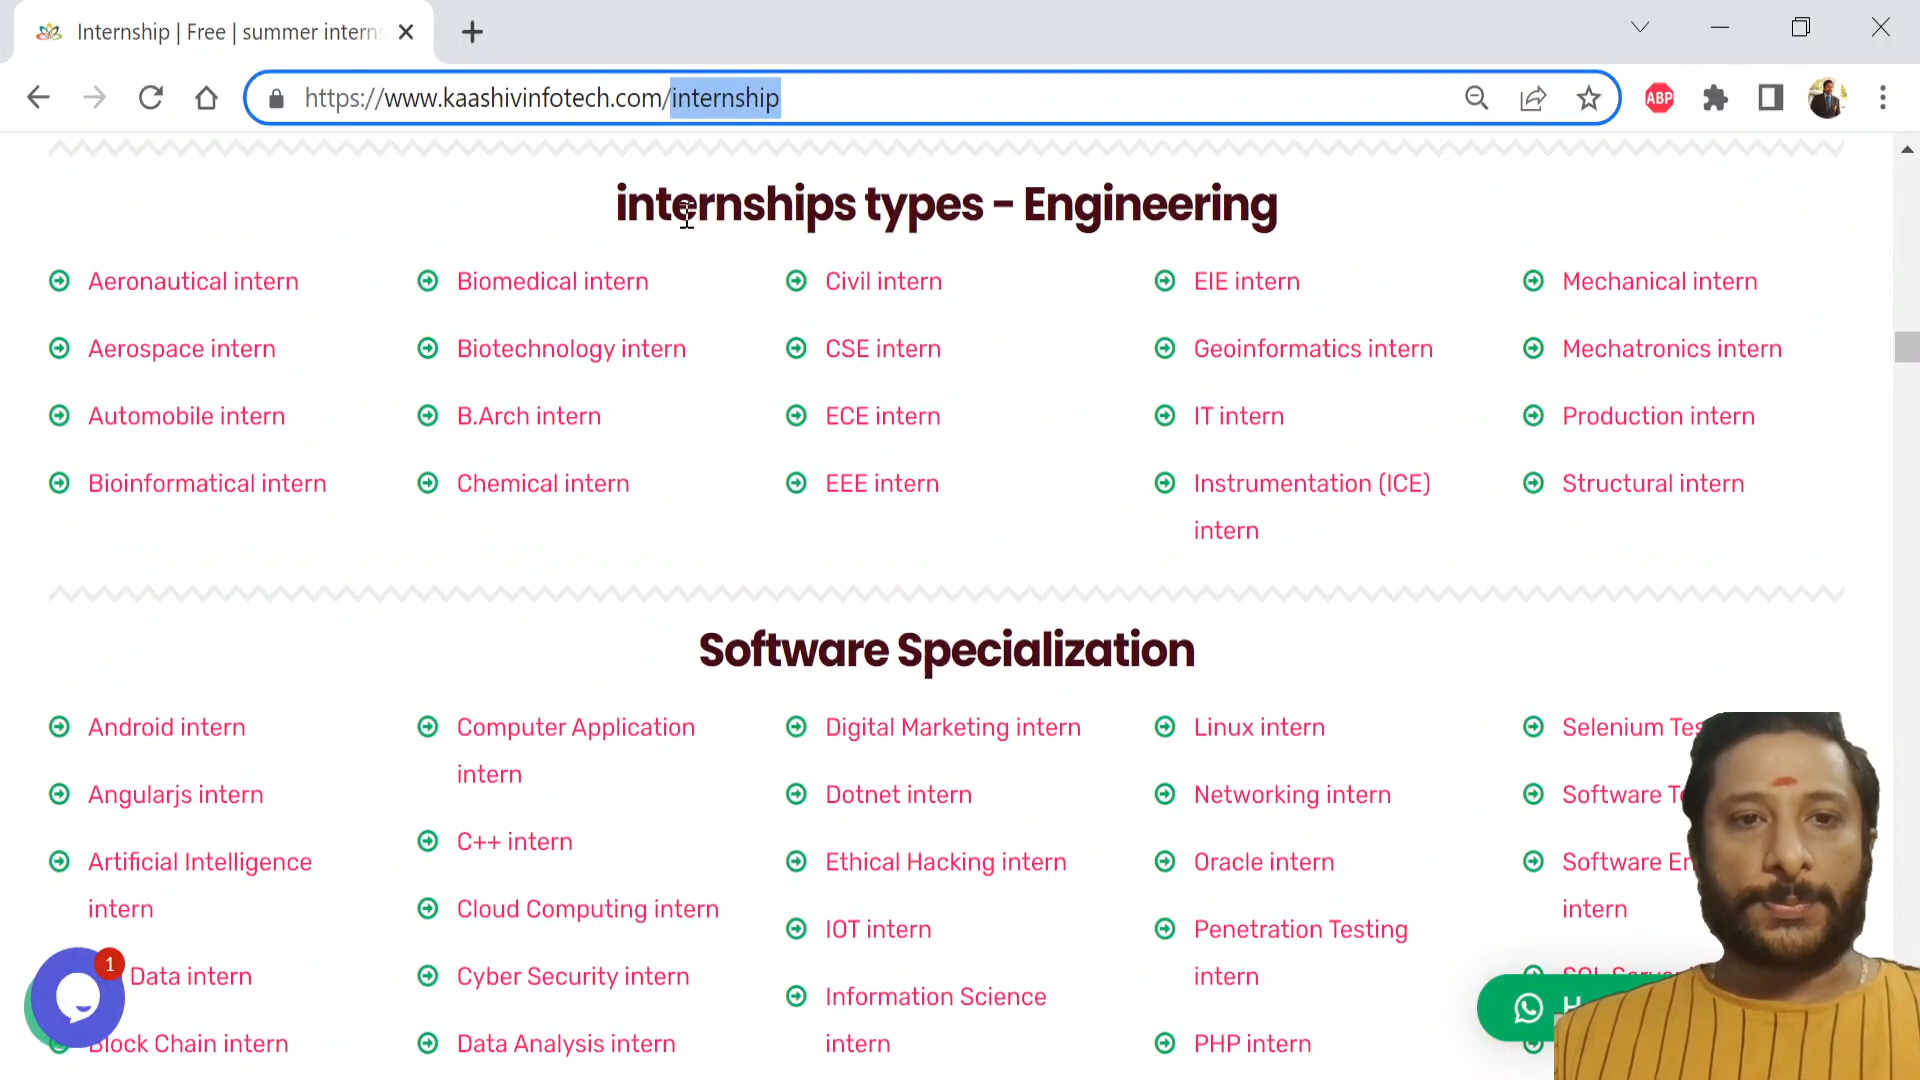 Internship | Free | summer interns
https://www.kaashivinfotech.com/internship
ABP
internships types - Engineering
Aeronautical intern
Biomedical intern
Civil intern
EIE intern
Mechanical intern
Aerospace intern
Biotechnology intern
CSE intern
Geoinformatics intern
Mechatronics intern
Automobile intern
B.Arch intern
ECE intern
IT intern
Production intern
Bioinformatical intern
Chemical intern
EEE intern
Instrumentation (ICE)
intern
Structural intern
Software Specialization
Android intern
Angularjs intern
Artificial Intelligence
intern
Data intern
Block Chain intern
Computer Application
intern
C++ intern
Cloud Computing intern
Cyber Security intern
Data Analysis intern
Digital Marketing intern
Dotnet intern
Ethical Hacking intern
IOT intern
Information Science
intern
Linux intern
Networking intern
Oracle intern
Penetration Testing
intern
PHP intern
Selenium
Software
Software
intern
SQL Server
1